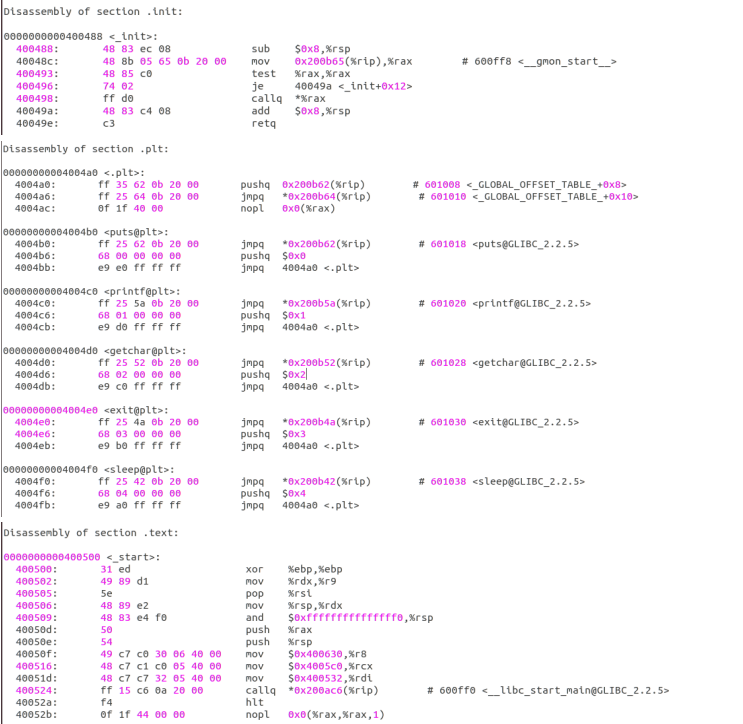 Disassembly of section .init:
0000000000400488 <_init>:
400488: 48 83 ec 08 sub $0x8,%rsp
40048c: 48 8b 05 65 0b 20 00 mov 0x200b65(%rip),%rax # 600ff8 <__gmon_start__>
400493: 48 85 c0 test %rax,%rax
400496: 74 02 je 40049a <_init+0x12>
400498: ff d0 callq *%rax
40049a: 48 83 c4 08 add $0x8,%rsp
40049e: c3 retq
Disassembly of section .plt:
00000000004004a0 <.plt>:
4004a0: ff 35 62 0b 20 00 pushq 0x200b62(%rip) # 601008 <_GLOBAL_OFFSET_TABLE_+0x8>
4004a6: ff 25 64 0b 20 00 jmpq *0x200b64(%rip) # 601010 <_GLOBAL_OFFSET_TABLE_+0x10>
4004ac: 0f 1f 40 00 nopl 0x0(%rax)
00000000004004b0 <puts@plt>:
4004b0: ff 25 62 0b 20 00 jmpq *0x200b62(%rip) # 601018 <puts@GLIBC_2.2.5>
4004b6: 68 00 00 00 00 pushq $0x0
4004bb: e9 e0 ff ff ff jmpq 4004a0 <.plt>
00000000004004c0 <printf@plt>:
4004c0: ff 25 5a 0b 20 00 jmpq *0x200b5a(%rip) # 601020 <printf@GLIBC_2.2.5>
4004c6: 68 01 00 00 00 pushq $0x1
4004cb: e9 d0 ff ff ff jmpq 4004a0 <.plt>
00000000004004d0 <getchar@plt>:
4004d0: ff 25 52 0b 20 00 jmpq *0x200b52(%rip) # 601028 <getchar@GLIBC_2.2.5>
4004d6: 68 02 00 00 00 pushq $0x2
4004db: e9 c0 ff ff ff jmpq 4004a0 <.plt>
00000000004004e0 <exit@plt>:
4004e0: ff 25 4a 0b 20 00 jmpq *0x200b4a(%rip) # 601030 <exit@GLIBC_2.2.5>
4004e6: 68 03 00 00 00 pushq $0x3
4004eb: e9 b0 ff ff ff jmpq 4004a0 <.plt>
00000000004004f0 <sleep@plt>:
4004f0: ff 25 42 0b 20 00 jmpq *0x200b42(%rip) # 601038 <sleep@GLIBC_2.2.5>
4004f6: 68 04 00 00 00 pushq $0x4
4004fb: e9 a0 ff ff ff jmpq 4004a0 <.plt>
Disassembly of section .text:
0000000000400500 <_start>:
400500: 31 ed xor %ebp,%ebp
400502: 49 89 d1 mov %rdx,%r9
400505: 5e pop %rsi
400506: 48 89 e2 mov %rsp,%rdx
400509: 48 83 e4 f0 and $0xfffffffffffffff0,%rsp
40050d: 50 push %rax
40050e: 54 push %rsp
40050f: 49 c7 c0 30 06 40 00 mov $0x400630,%r8
400516: 48 c7 c1 c0 05 40 00 mov $0x4005c0,%rcx
40051d: 48 c7 c7 32 05 40 00 mov $0x400532,%rdi
400524: ff 15 c6 0a 20 00 callq *0x200ac6(%rip) # 600ff0 <__libc_start_main@GLIBC_2.2.5>
40052a: f4 hlt
40052b: 0f 1f 44 00 00 nopl 0x0(%rax,%rax,1)